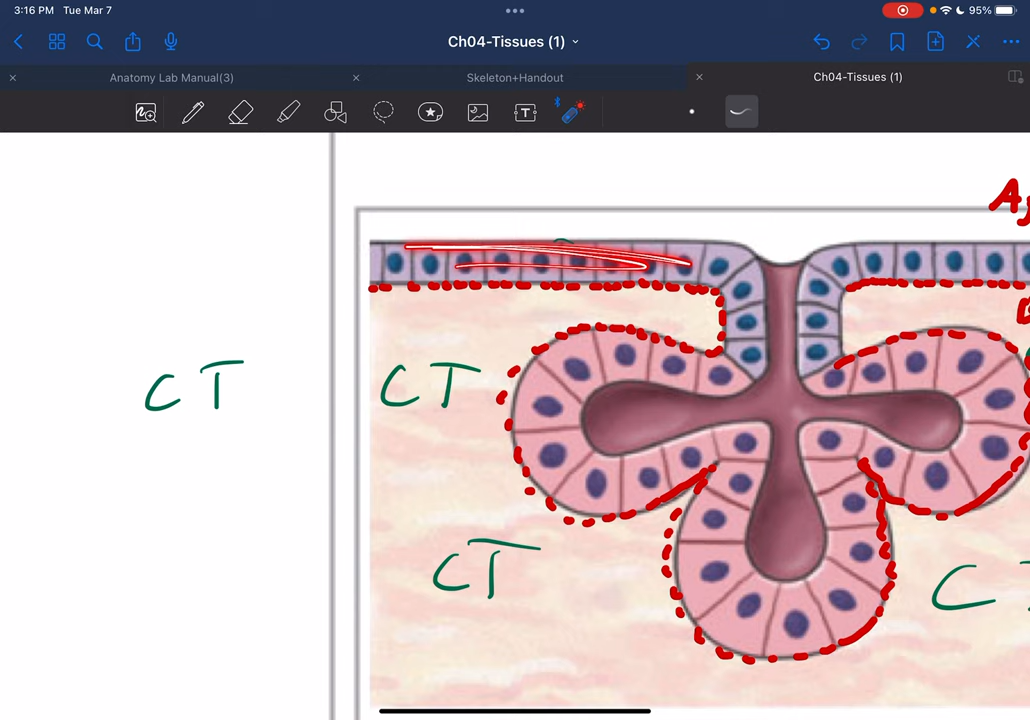 3:16 PM Tue Mar 7
95%
Ch04-Tissues (1)
Anatomy Lab Manual(3)
Skeleton+Handout
Ch04-Tissues (1)
T
CT
CT
CT
C